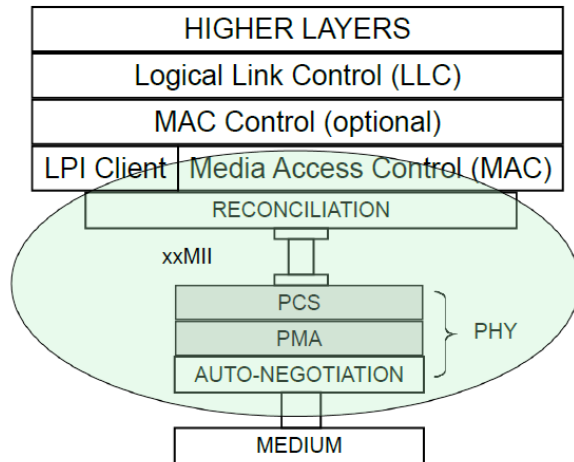 HIGHER LAYERS
Logical Link Control (LLC)
MAC Control (optional)
LPI Client Media Access Control (MAC)
RECONCILIATION
xxMII
PCS
PMA
PHY
AUTO-NEGOTIATION
MEDIUM